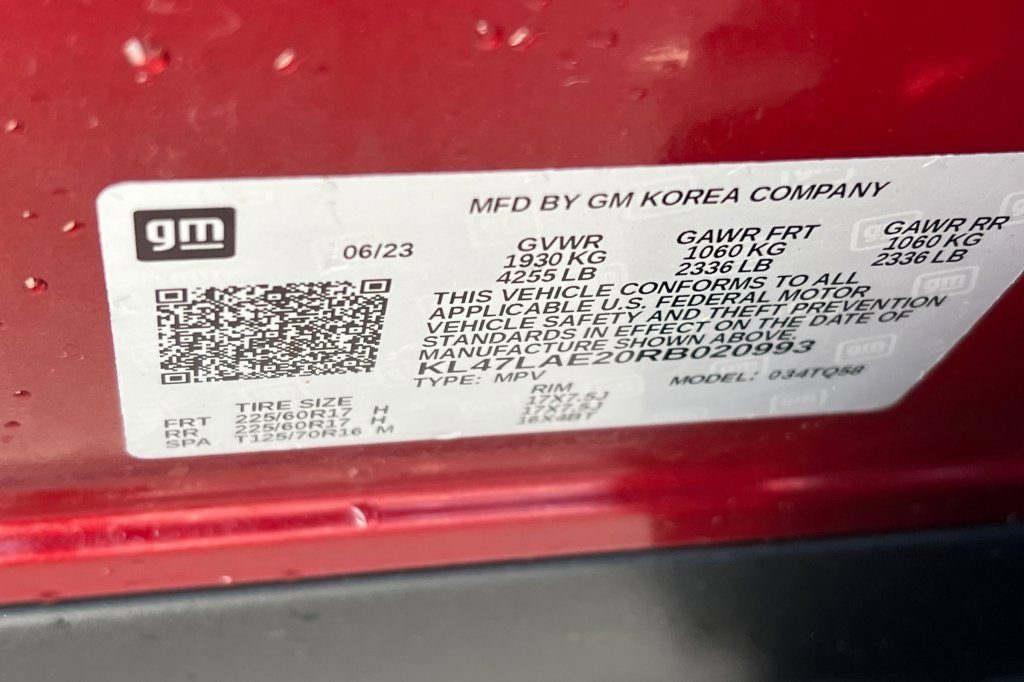 gm
MFD BY GM KOREA COMPANY
06/23
GVWR
1930 KG
4255 LB
GAWR FRT
1060 KG
2336 LB
GAWR RR
1060 KG
2336 LB
THIS VEHICLE CONFORMS TO ALL
APPLICABLE U.S. FEDERAL MOTOR
VEHICLE SAFETY AND THEFT PREVENTION
STANDARDS IN EFFECT ON THE DATE OF
MANUFACTURE SHOWN ABOVE.
KL47LAE20RB020993
TYPE: MPV
MODEL: 034TQ58
TIRE SIZE
RIM
FRT 225/60R17 H 17X7.5J
RR 225/60R17 H 17X7.5J
SPA T125/70R16 M 16X4BT